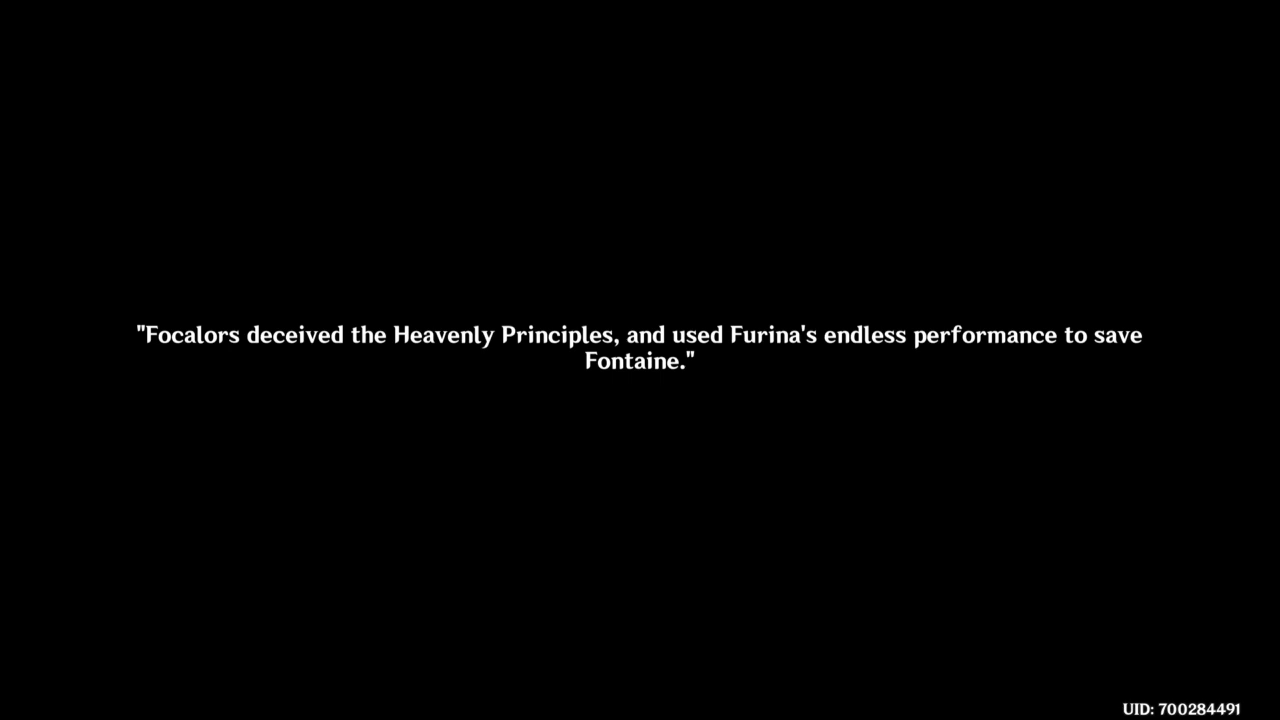 "Focalors deceived the Heavenly Principles, and used Furina's endless performance to save
Fontaine."
UID: 700284491